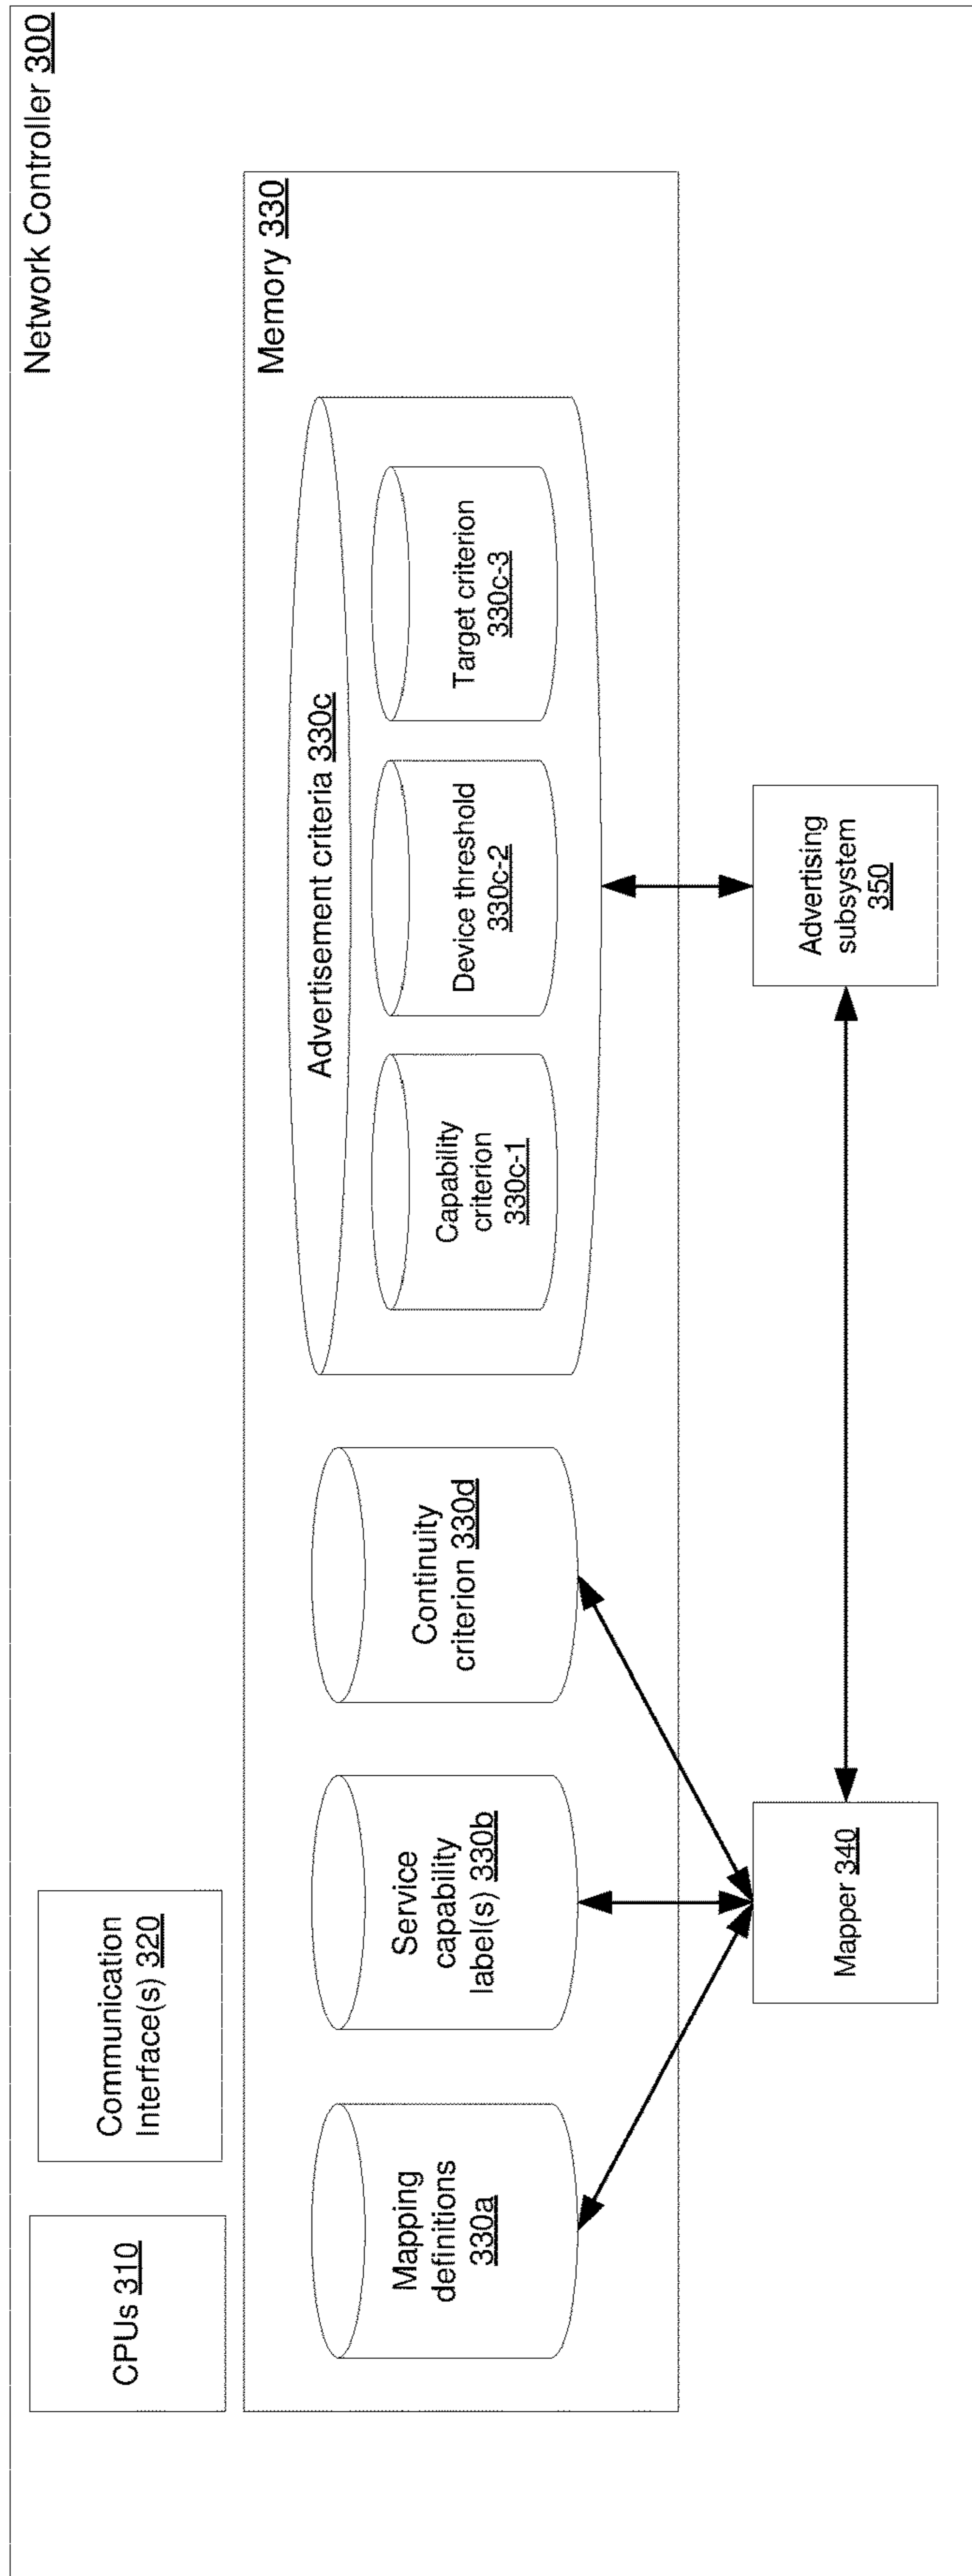 Network Controller 300
CPUs 310
Communication
Interface(s) 320
Memory 330
Mapping
definitions
330a
Service
capability
label(s) 330b
Continuity
criterion 330d
Advertisement criteria 330c
Capability
criterion
330c-1
Device threshold
330c-2
Target criterion
330c-3
Mapper 340
Advertising
subsystem
350